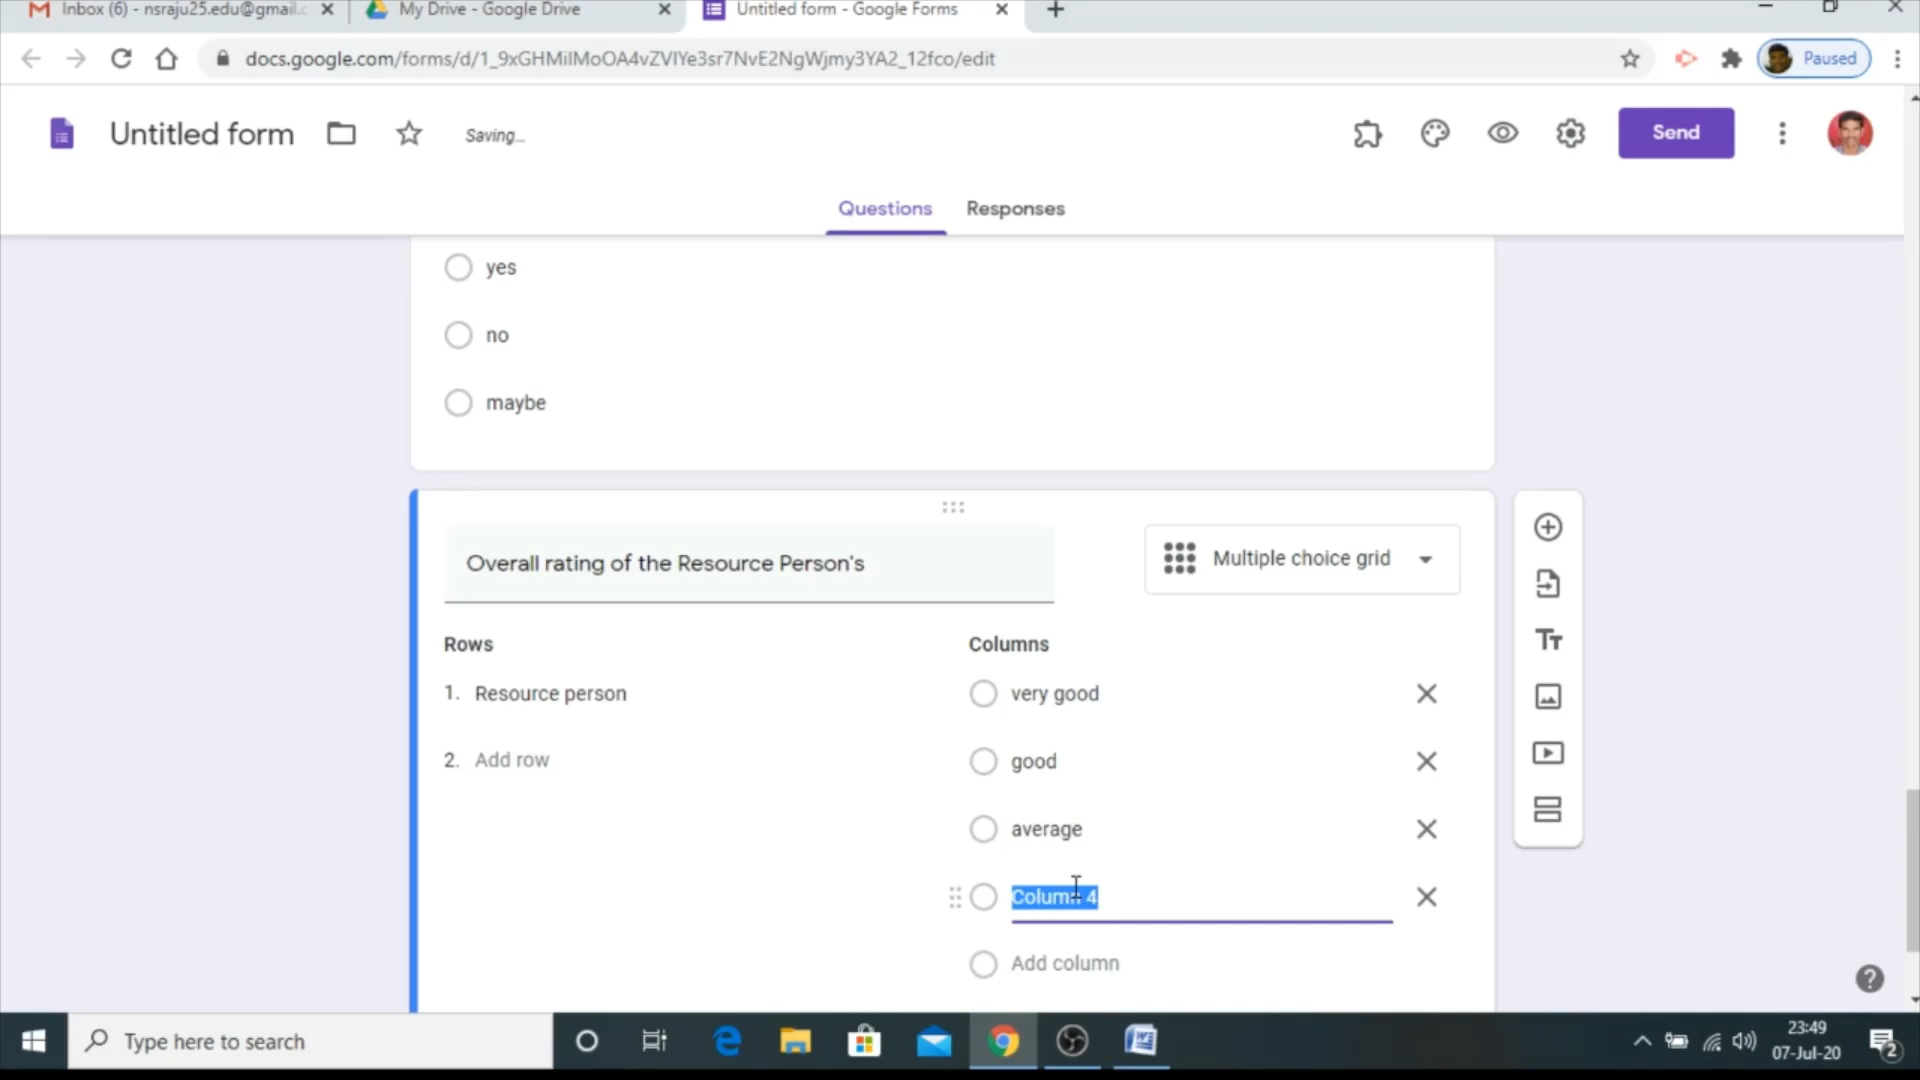 Inbox (6) - nsraju25.edu@gmail.c
My Drive - Google Drive
Untitled form - Google Forms
docs.google.com/forms/d/1_9xGHMiIMoOA4vZVIYe3sr7NvE2NgWjmy3YA2_12fco/edit
Paused
Untitled form
Saving...
Send
Questions
Responses
yes
no
maybe
Overall rating of the Resource Person's
Multiple choice grid
Rows
Columns
1. Resource person
very good
2. Add row
good
average
Column 4
Add column
Type here to search
23:49
07-Jul-20
2